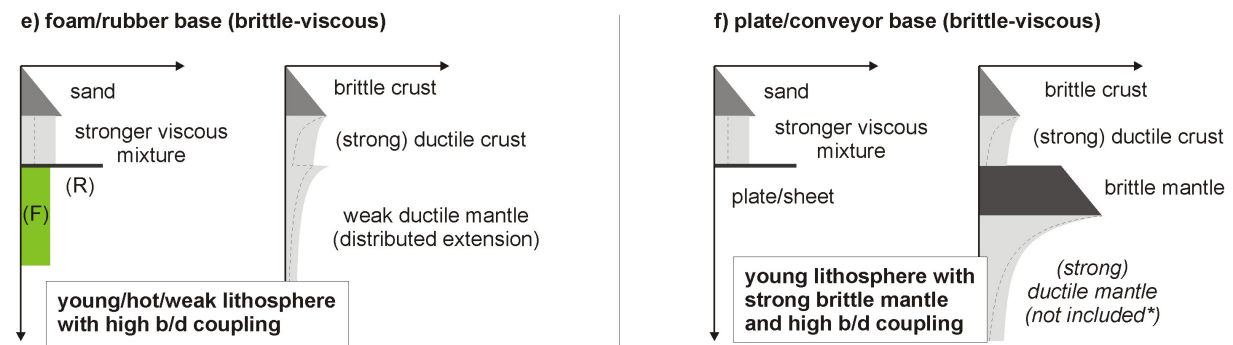 e) foam/rubber base (brittle-viscous)
sand
stronger viscous
mixture
(R)
(F)
brittle crust
(strong) ductile crust
weak ductile mantle
(distributed extension)
young/hot/weak lithosphere
with high b/d coupling
f) plate/conveyor base (brittle-viscous)
sand
stronger viscous
mixture
plate/sheet
brittle crust
(strong) ductile crust
brittle mantle
(strong)
ductile mantle
(not included*)
young lithosphere with
strong brittle mantle
and high b/d coupling